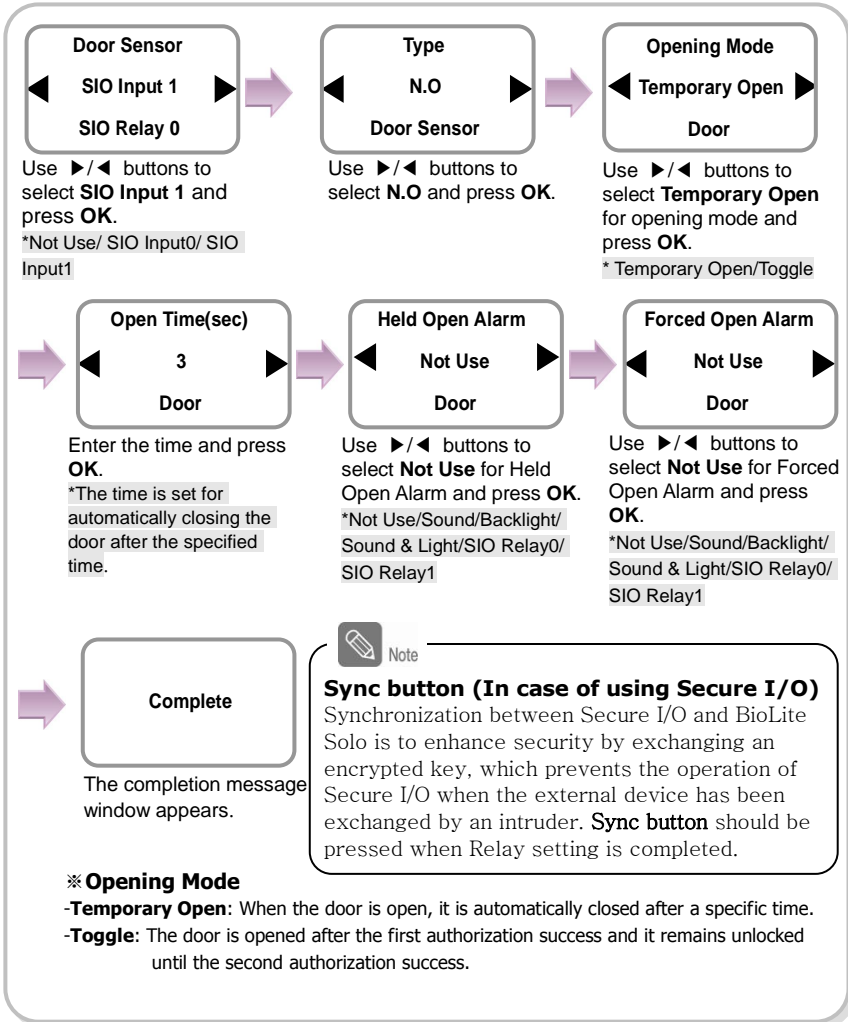 Door Sensor
◀ SIO Input 1 ▶
SIO Relay 0
Use ▶/◀ buttons to
select SIO Input 1 and
press OK.
*Not Use/ SIO Input0/ SIO
Input1
Type
◀ N.O ▶
Door Sensor
Use ▶/◀ buttons to
select N.O and press OK.
Opening Mode
◀ Temporary Open ▶
Door
Use ▶/◀ buttons to
select Temporary Open
for opening mode and
press OK.
* Temporary Open/Toggle
Open Time(sec)
◀ 3 ▶
Door
Enter the time and press
OK.
*The time is set for
automatically closing the
door after the specified
time.
Held Open Alarm
◀ Not Use ▶
Door
Use ▶/◀ buttons to
select Not Use for Held
Open Alarm and press OK.
*Not Use/Sound/Backlight/
Sound & Light/SIO Relay0/
SIO Relay1
Forced Open Alarm
◀ Not Use ▶
Door
Use ▶/◀ buttons to
select Not Use for Forced
Open Alarm and press
OK.
*Not Use/Sound/Backlight/
Sound & Light/SIO Relay0/
SIO Relay1
Complete
The completion message
window appears.
Note
Sync button (In case of using Secure I/O)
Synchronization between Secure I/O and BioLite
Solo is to enhance security by exchanging an
encrypted key, which prevents the operation of
Secure I/O when the external device has been
exchanged by an intruder. Sync button should be
pressed when Relay setting is completed.
※Opening Mode
-Temporary Open: When the door is open, it is automatically closed after a specific time.
-Toggle: The door is opened after the first authorization success and it remains unlocked
until the second authorization success.